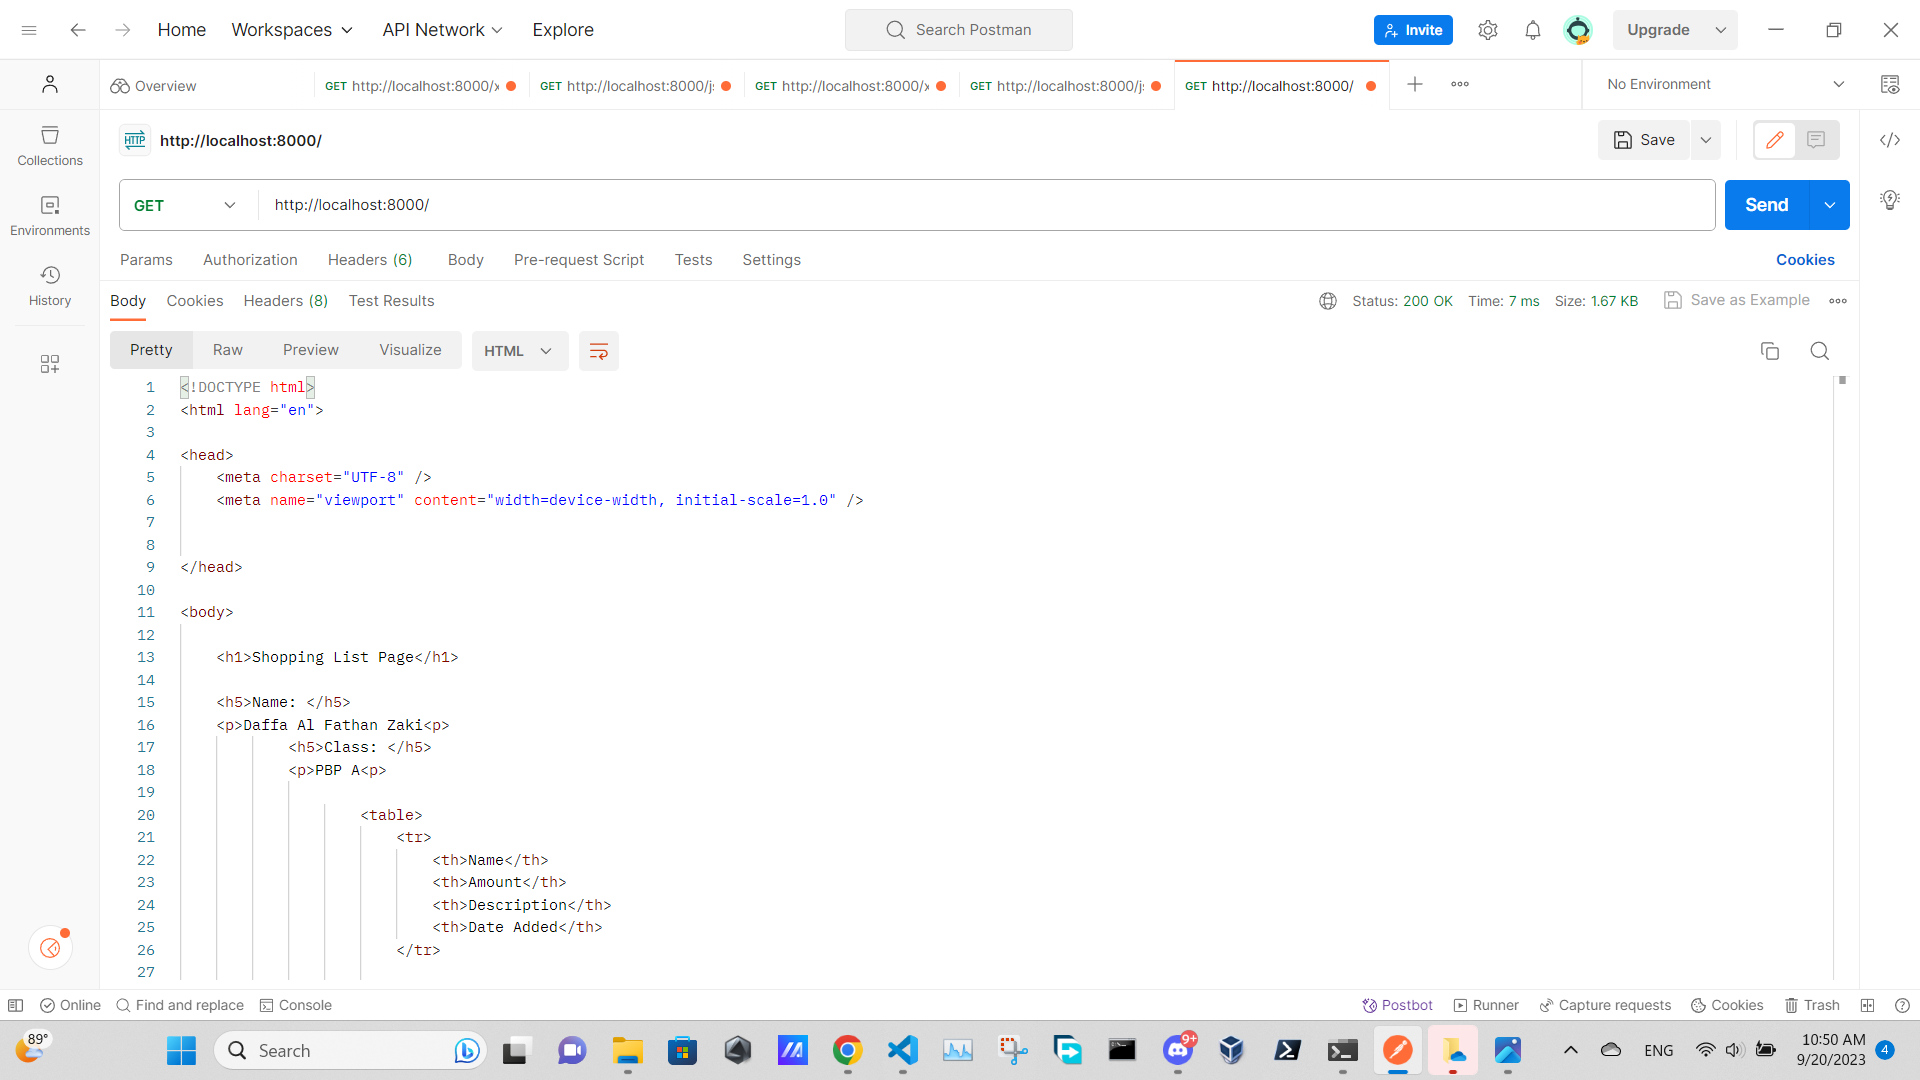 Home Workspaces API Network Explore Search Postman Invite Upgrade
Overview GET http://localhost:8000/x GET http://localhost:8000/j GET http://localhost:8000/x GET http://localhost:8000/j GET http://localhost:8000/ No Environment
HTTP http://localhost:8000/ Save
Collections
Environments
History
GET http://localhost:8000/ Send
Params Authorization Headers (6) Body Pre-request Script Tests Settings Cookies
Body Cookies Headers (8) Test Results Status: 200 OK Time: 7 ms Size: 1.67 KB Save as Example
Pretty Raw Preview Visualize HTML
1 <!DOCTYPE html>
2 <html lang="en">
3
4 <head>
5 <meta charset="UTF-8" />
6 <meta name="viewport" content="width=device-width, initial-scale=1.0" />
7
8
9 </head>
10
11 <body>
12
13 <h1>Shopping List Page</h1>
14
15 <h5>Name: </h5>
16 <p>Daffa Al Fathan Zaki<p>
17 <h5>Class: </h5>
18 <p>PBP A<p>
19
20 <table>
21 <tr>
22 <th>Name</th>
23 <th>Amount</th>
24 <th>Description</th>
25 <th>Date Added</th>
26 </tr>
27
Online Find and replace Console Postbot Runner Capture requests Cookies Trash
89° Search 9+ ENG 10:50 AM 4
9/20/2023